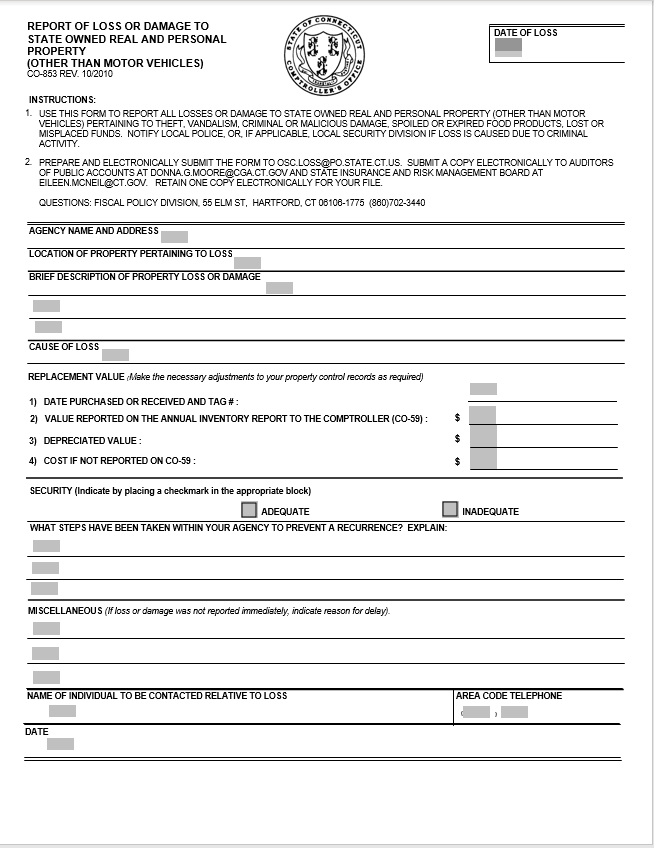 REPORT OF LOSS OR DAMAGE TO
STATE OWNED REAL AND PERSONAL
PROPERTY
(OTHER THAN MOTOR VEHICLES)
CO-853 REV. 10/2010
STATE OF CONNECTICUT
COMPTROLLER'S OFFICE
DATE OF LOSS
INSTRUCTIONS:
1. USE THIS FORM TO REPORT ALL LOSSES OR DAMAGE TO STATE OWNED REAL AND PERSONAL PROPERTY (OTHER THAN MOTOR
VEHICLES) PERTAINING TO THEFT, VANDALISM, CRIMINAL OR MALICIOUS DAMAGE, SPOILED OR EXPIRED FOOD PRODUCTS, LOST OR
MISPLACED FUNDS. NOTIFY LOCAL POLICE, OR, IF APPLICABLE, LOCAL SECURITY DIVISION IF LOSS IS CAUSED DUE TO CRIMINAL
ACTIVITY.
2. PREPARE AND ELECTRONICALLY SUBMIT THE FORM TO OSC.LOSS@PO.STATE.CT.US. SUBMIT A COPY ELECTRONICALLY TO AUDITORS
OF PUBLIC ACCOUNTS AT DONNA.G.MOORE@CGA.CT.GOV AND STATE INSURANCE AND RISK MANAGEMENT BOARD AT
EILEEN.MCNEIL@CT.GOV. RETAIN ONE COPY ELECTRONICALLY FOR YOUR FILE.
QUESTIONS: FISCAL POLICY DIVISION, 55 ELM ST, HARTFORD, CT 06106-1775 (860)702-3440
AGENCY NAME AND ADDRESS
LOCATION OF PROPERTY PERTAINING TO LOSS
BRIEF DESCRIPTION OF PROPERTY LOSS OR DAMAGE
CAUSE OF LOSS
REPLACEMENT VALUE (Make the necessary adjustments to your property control records as required)
1) DATE PURCHASED OR RECEIVED AND TAG # :
2) VALUE REPORTED ON THE ANNUAL INVENTORY REPORT TO THE COMPTROLLER (CO-59) : $
3) DEPRECIATED VALUE : $
4) COST IF NOT REPORTED ON CO-59 : $
SECURITY (Indicate by placing a checkmark in the appropriate block)
ADEQUATE INADEQUATE
WHAT STEPS HAVE BEEN TAKEN WITHIN YOUR AGENCY TO PREVENT A RECURRENCE? EXPLAIN:
MISCELLANEOUS (If loss or damage was not reported immediately, indicate reason for delay).
NAME OF INDIVIDUAL TO BE CONTACTED RELATIVE TO LOSS
AREA CODE TELEPHONE
( )
DATE